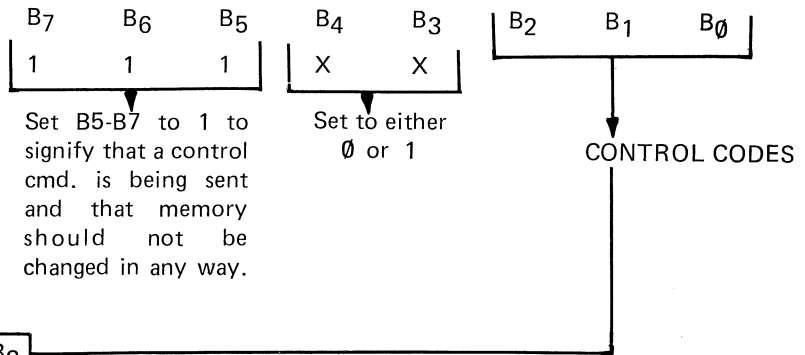 B7 B6 B5 B4 B3 B2 B1 BØ
1 1 1 X X
Set B5-B7 to 1 to
signify that a control
cmd. is being sent
and that memory
should not be
changed in any way.
Set to either
Ø or 1
CONTROL CODES